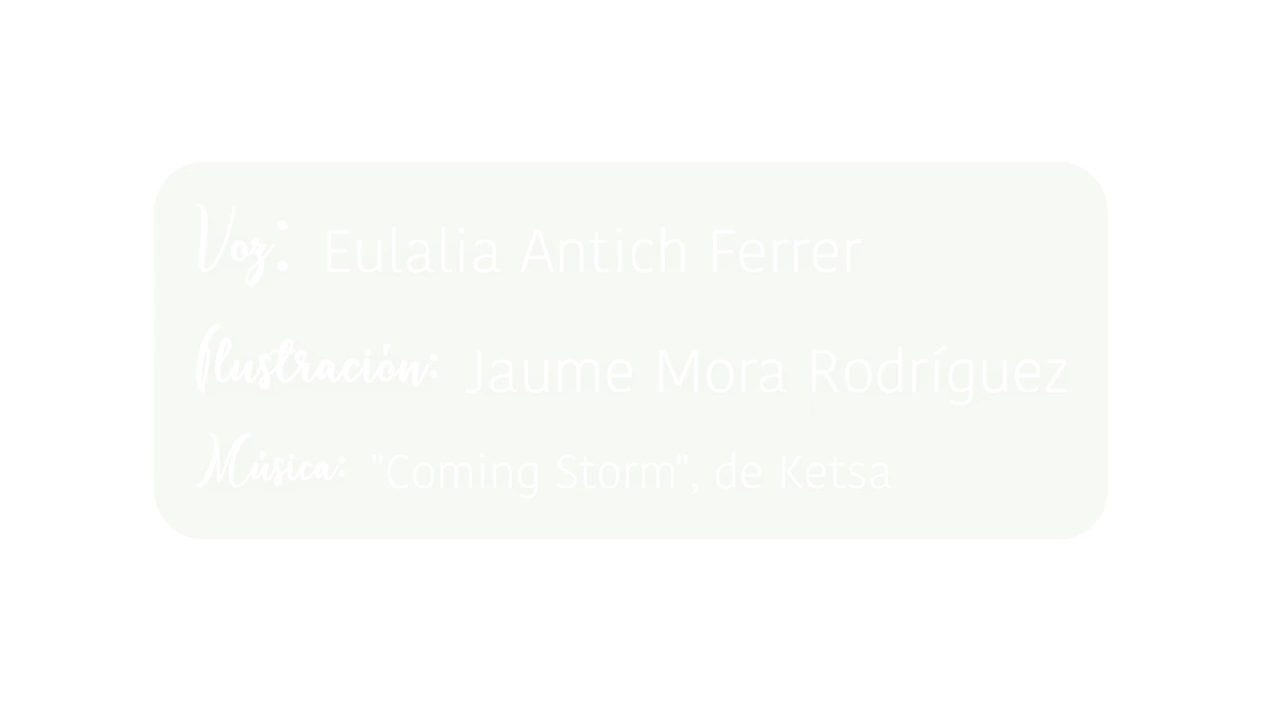 Voz: Eulalia Antich Ferrer
Ilustración: Jaume Mora Rodríguez
Música: "Coming Storm", de Ketsa